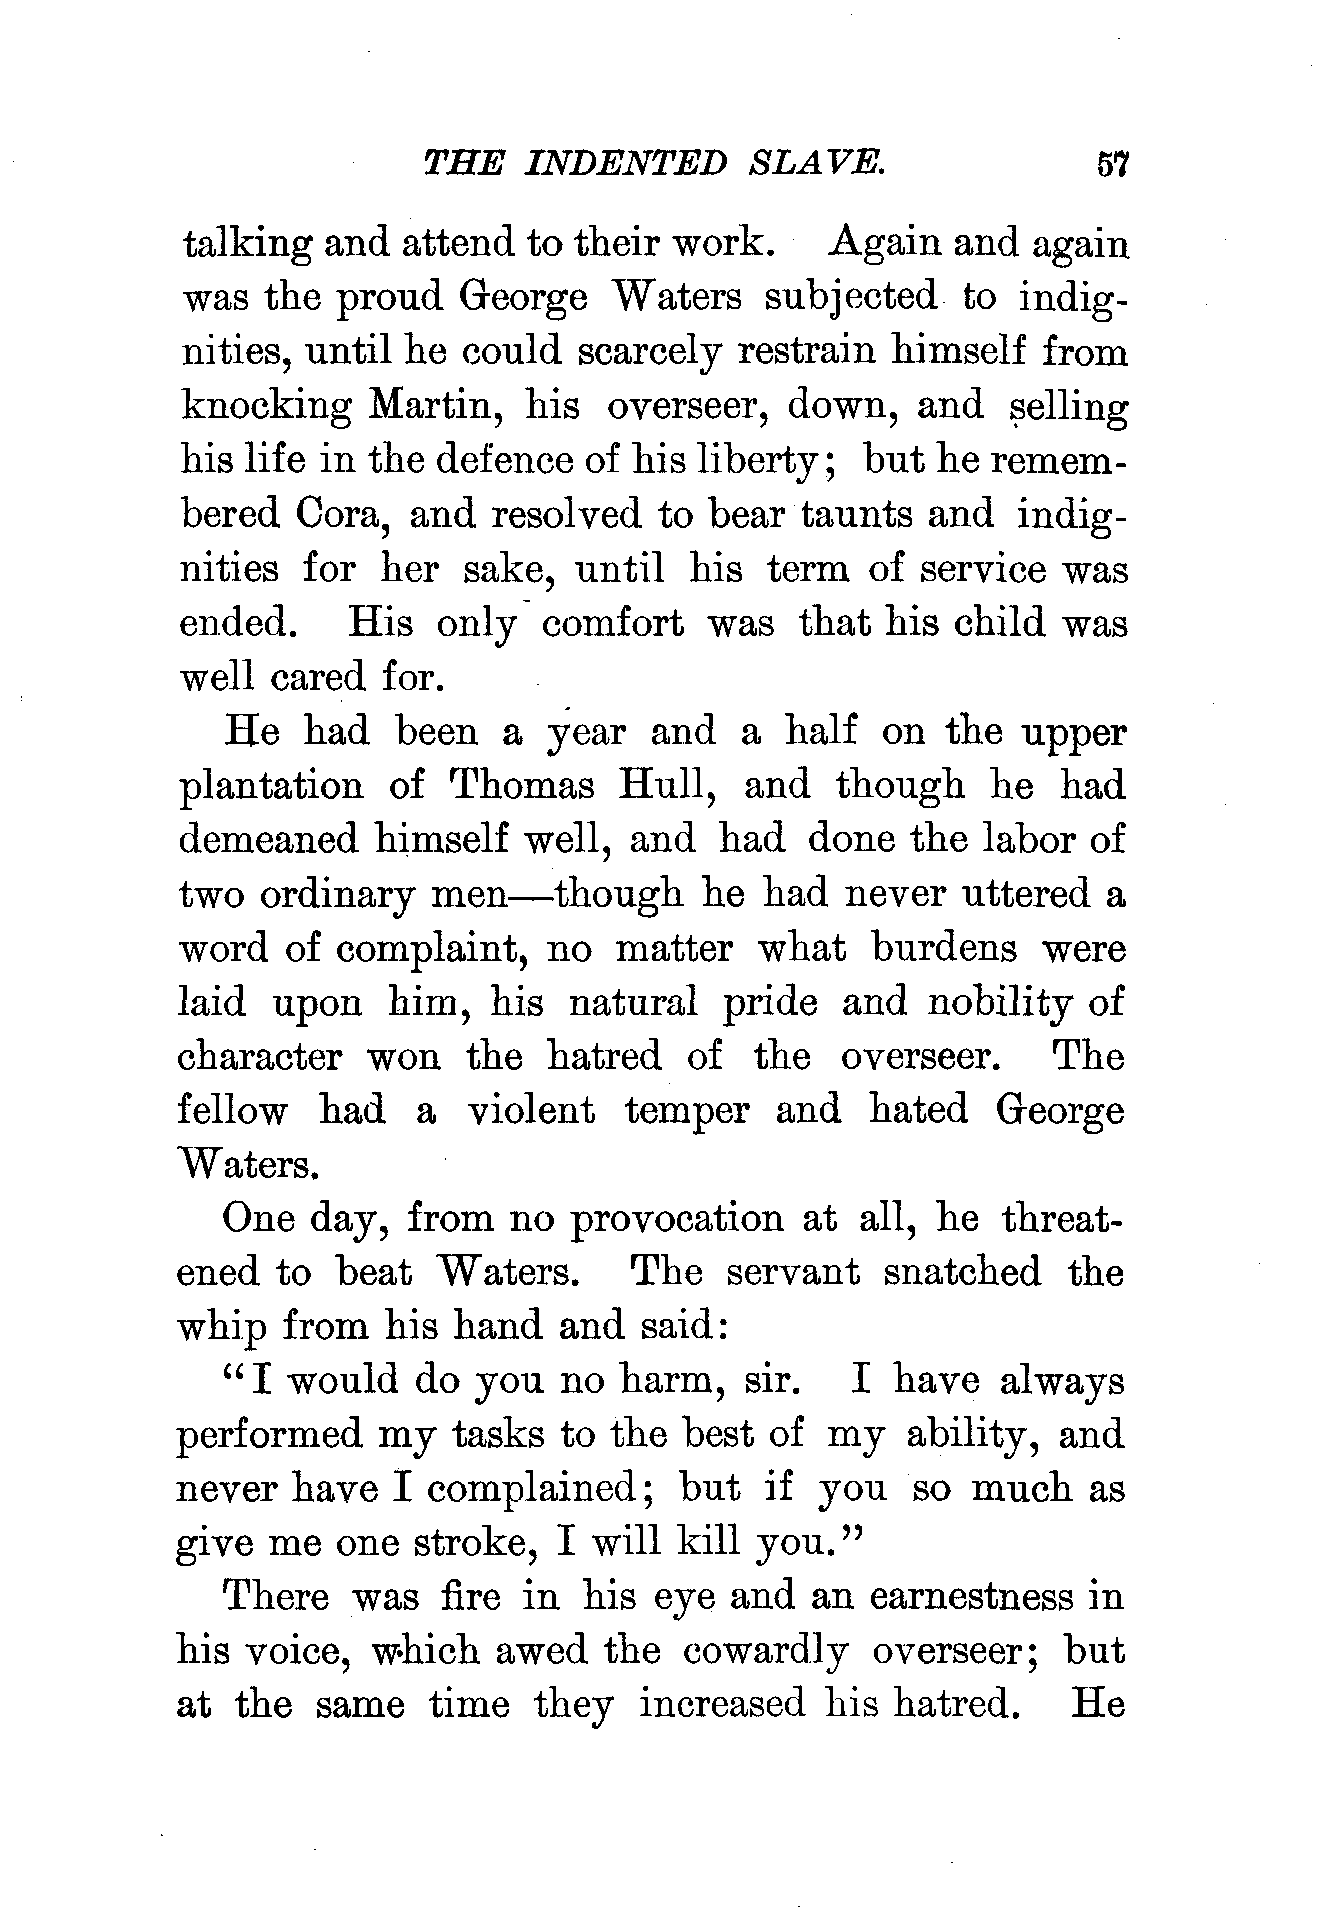 THE INDENTED SLAVE. 57
talking and attend to their work. Again and again
was the proud George Waters subjected to indig-
nities, until he could scarcely restrain himself from
knocking Martin, his overseer, down, and selling
his life in the defence of his liberty; but he remem-
bered Cora, and resolved to bear taunts and indig-
nities for her sake, until his term of service was
ended. His only comfort was that his child was
well cared for.
He had been a year and a half on the upper
plantation of Thomas Hull, and though he had
demeaned himself well, and had done the labor of
two ordinary men—though he had never uttered a
word of complaint, no matter what burdens were
laid upon him, his natural pride and nobility of
character won the hatred of the overseer. The
fellow had a violent temper and hated George
Waters.
One day, from no provocation at all, he threat-
ened to beat Waters. The servant snatched the
whip from his hand and said:
"I would do you no harm, sir. I have always
performed my tasks to the best of my ability, and
never have I complained; but if you so much as
give me one stroke, I will kill you."
There was fire in his eye and an earnestness in
his voice, which awed the cowardly overseer; but
at the same time they increased his hatred. He